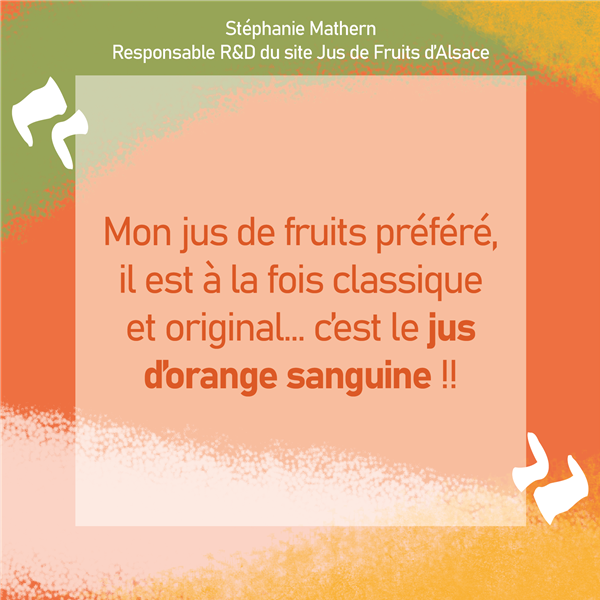 Stéphanie Mathern
Responsable R&D du site Jus de Fruits d'Alsace
Mon jus de fruits préféré,
il est à la fois classique
et original... c'est le jus
d'orange sanguine !!